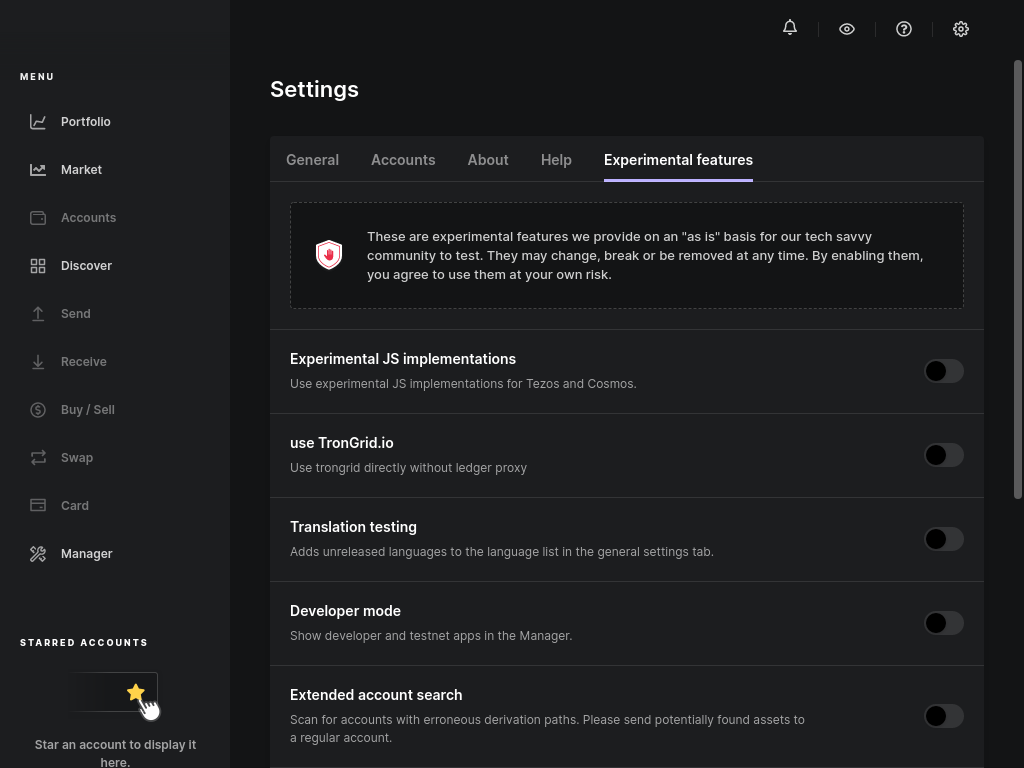 MENU
Portfolio
Market
Accounts
Discover
Send
Receive
Buy / Sell
Swap
Card
Manager
STARRED ACCOUNTS
Star an account to display it
here.
Settings
General
Accounts
About
Help
Experimental features
These are experimental features we provide on an "as is" basis for our tech savvy
community to test. They may change, break or be removed at any time. By enabling them,
you agree to use them at your own risk.
Experimental JS implementations
Use experimental JS implementations for Tezos and Cosmos.
use TronGrid.io
Use trongrid directly without ledger proxy
Translation testing
Adds unreleased languages to the language list in the general settings tab.
Developer mode
Show developer and testnet apps in the Manager.
Extended account search
Scan for accounts with erroneous derivation paths. Please send potentially found assets to
a regular account.